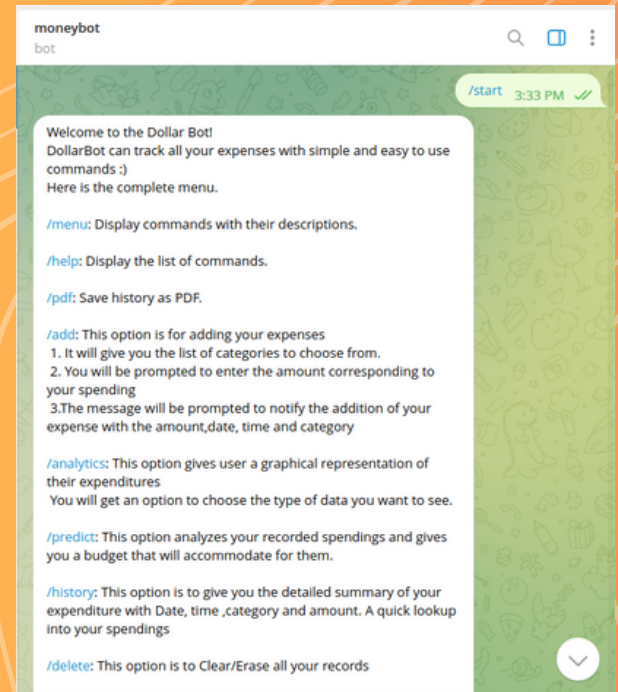 moneybot
bot
/start 3:33 PM
Welcome to the Dollar Bot!
DollarBot can track all your expenses with simple and easy to use
commands :)
Here is the complete menu.
/menu: Display commands with their descriptions.
/help: Display the list of commands.
/pdf: Save history as PDF.
/add: This option is for adding your expenses
1. It will give you the list of categories to choose from.
2. You will be prompted to enter the amount corresponding to
your spending
3.The message will be prompted to notify the addition of your
expense with the amount,date, time and category
/analytics: This option gives user a graphical representation of
their expenditures
You will get an option to choose the type of data you want to see.
/predict: This option analyzes your recorded spendings and gives
you a budget that will accommodate for them.
/history: This option is to give you the detailed summary of your
expenditure with Date, time ,category and amount. A quick lookup
into your spendings
/delete: This option is to Clear/Erase all your records